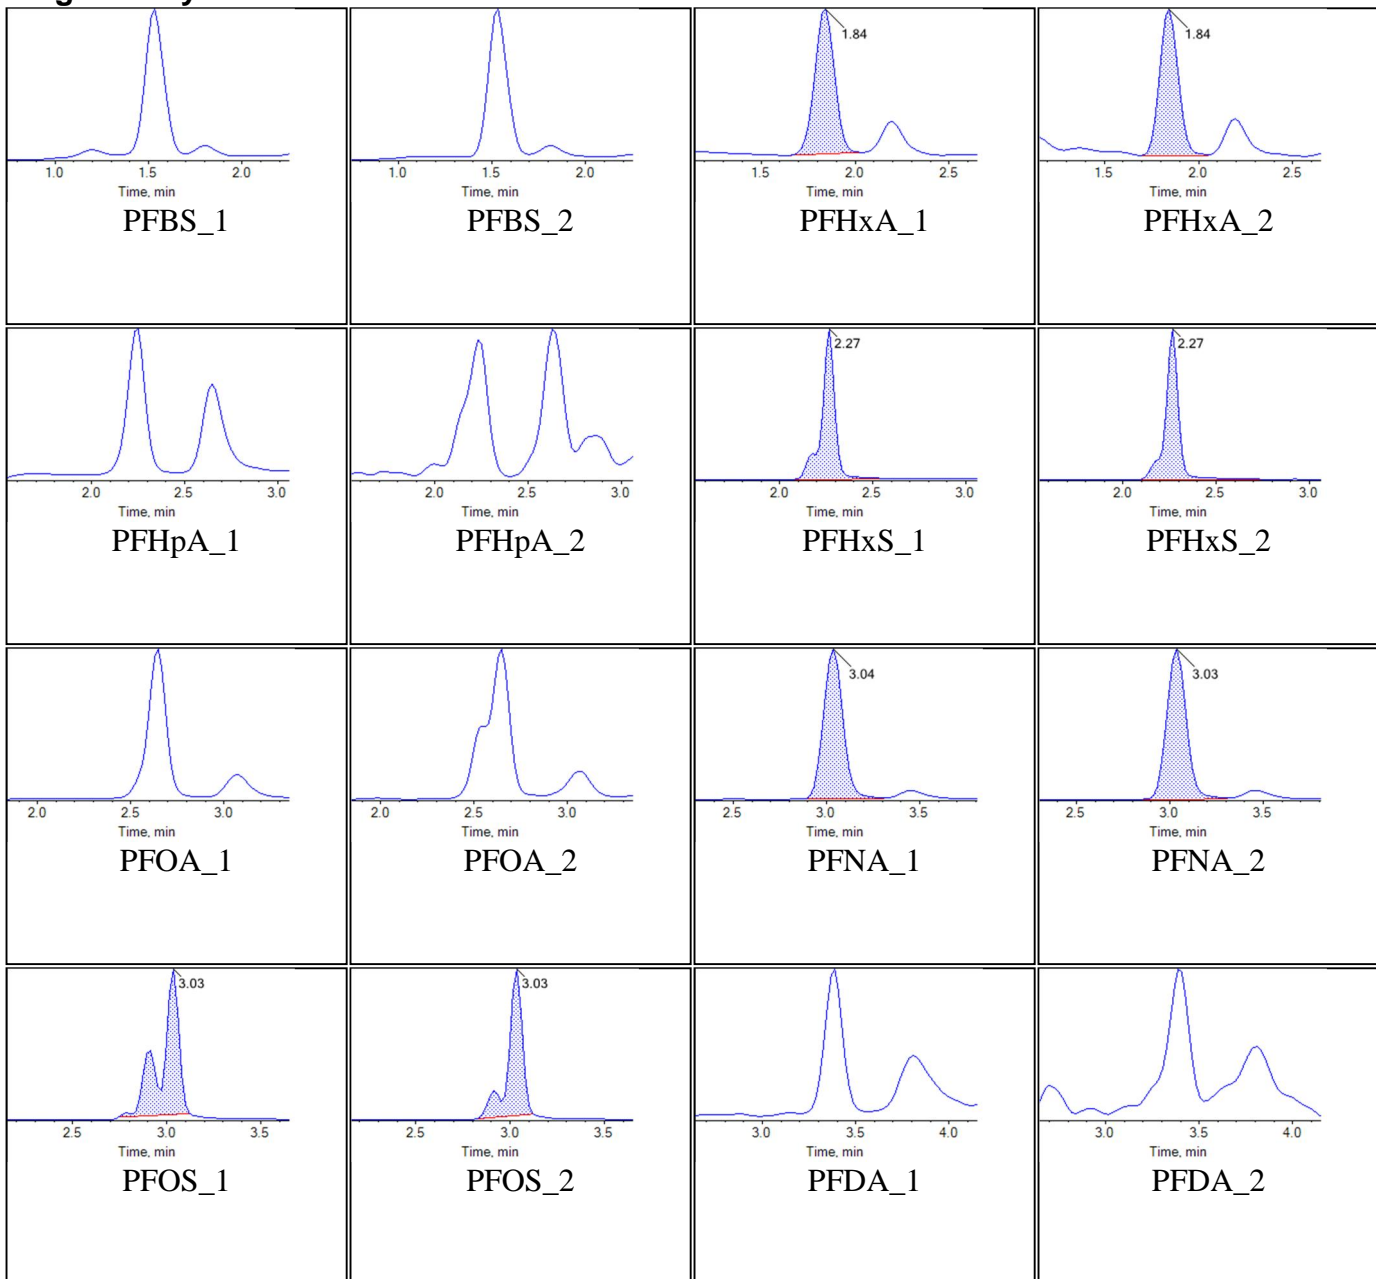 1.0 1.5 2.0
Time, min
PFBS_1
1.0 1.5 2.0
Time, min
PFBS_2
1.84
1.5 2.0 2.5
Time, min
PFHxA_1
1.84
1.5 2.0 2.5
Time, min
PFHxA_2
2.0 2.5 3.0
Time, min
PFHpA_1
2.0 2.5 3.0
Time, min
PFHpA_2
2.27
2.0 2.5 3.0
Time, min
PFHxS_1
2.27
2.0 2.5 3.0
Time, min
PFHxS_2
2.0 2.5 3.0
Time, min
PFOA_1
2.0 2.5 3.0
Time, min
PFOA_2
3.04
2.5 3.0 3.5
Time, min
PFNA_1
3.03
2.5 3.0 3.5
Time, min
PFNA_2
3.03
2.5 3.0 3.5
Time, min
PFOS_1
3.03
2.5 3.0 3.5
Time, min
PFOS_2
3.0 3.5 4.0
Time, min
PFDA_1
3.0 3.5 4.0
Time, min
PFDA_2